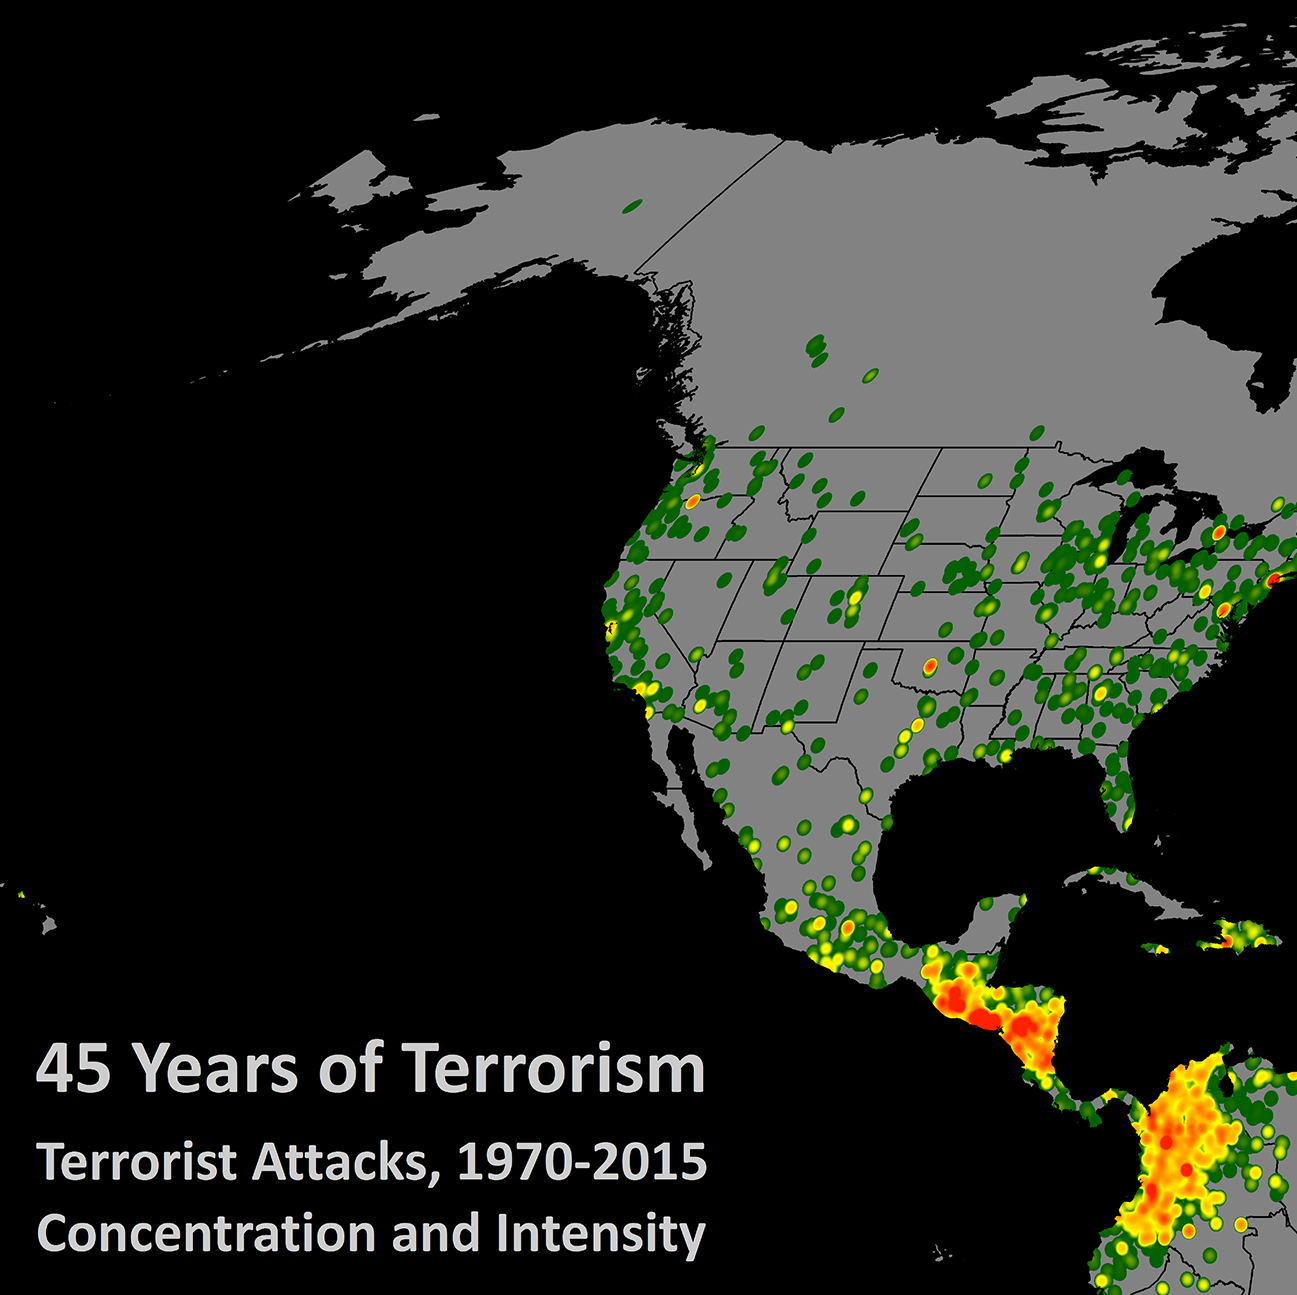 45 Years of Terrorism
Terrorist Attacks, 1970-2015
Concentration and Intensity